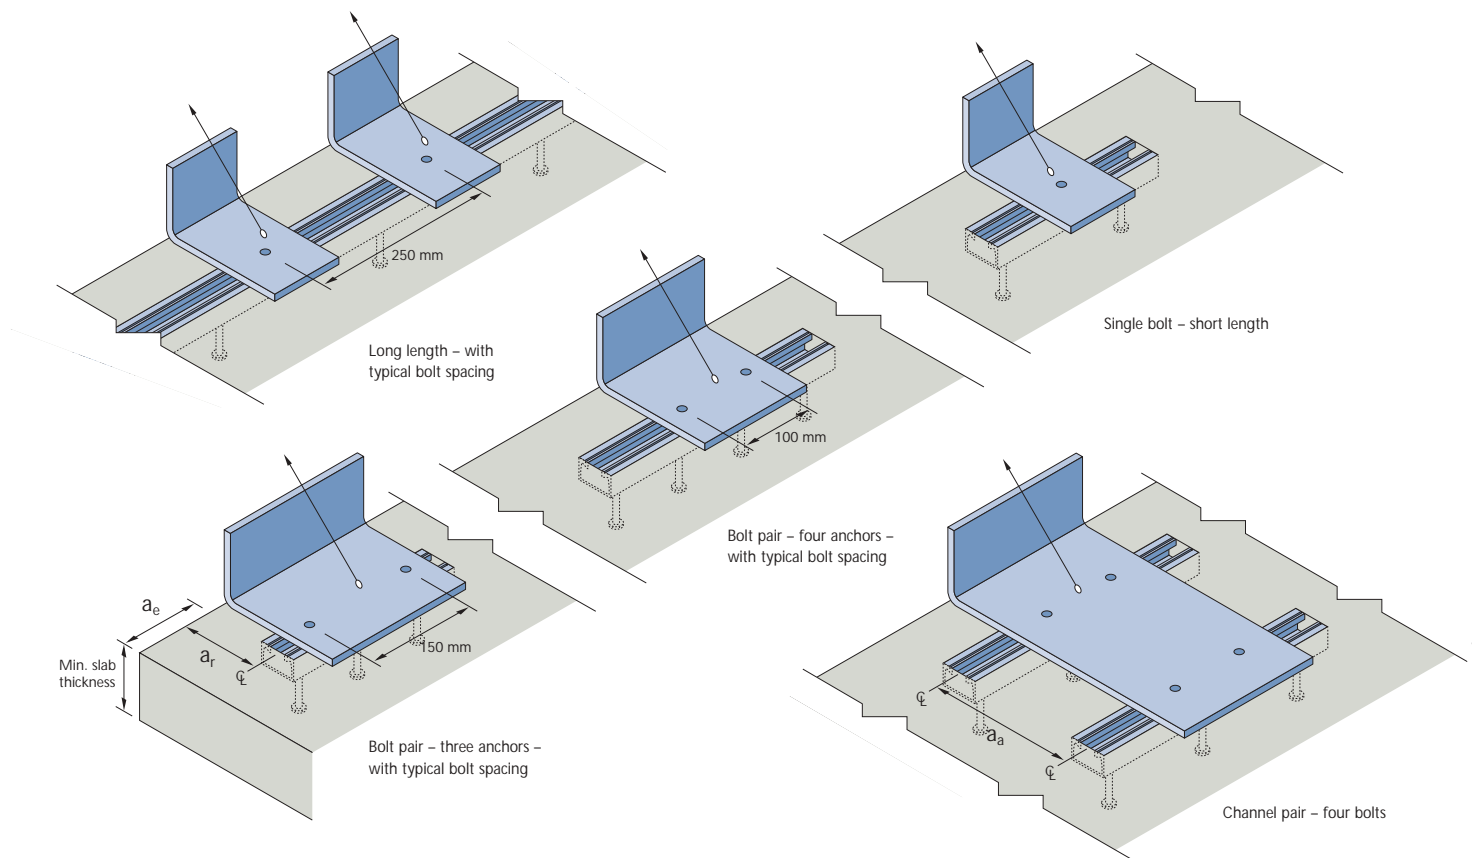 250 mm
Long length – with
typical bolt spacing
Single bolt – short length
100 mm
Bolt pair – four anchors –
with typical bolt spacing
aₑ
Min. slab
thickness
aᵣ
℄
150 mm
Bolt pair – three anchors –
with typical bolt spacing
℄
aₐ
℄
Channel pair – four bolts